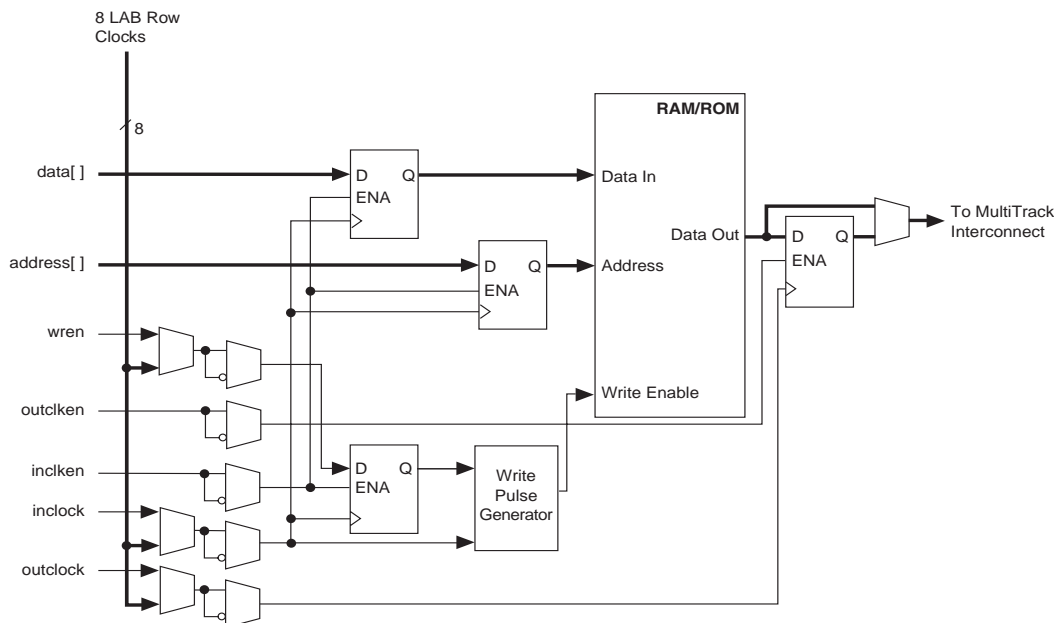 8 LAB Row
Clocks
8
RAM/ROM
data[ ]
D Q
ENA
Data In
To MultiTrack
Interconnect
Data Out
D Q
ENA
address[ ]
D Q
ENA
Address
wren
Write Enable
outclken
inclken
D Q
ENA
Write
Pulse
Generator
inclock
outclock